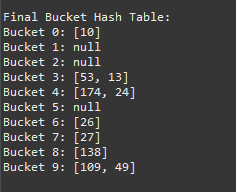 Final Bucket Hash Table:
Bucket 0: [10]
Bucket 1: null
Bucket 2: null
Bucket 3: [53, 13]
Bucket 4: [174, 24]
Bucket 5: null
Bucket 6: [26]
Bucket 7: [27]
Bucket 8: [138]
Bucket 9: [109, 49]